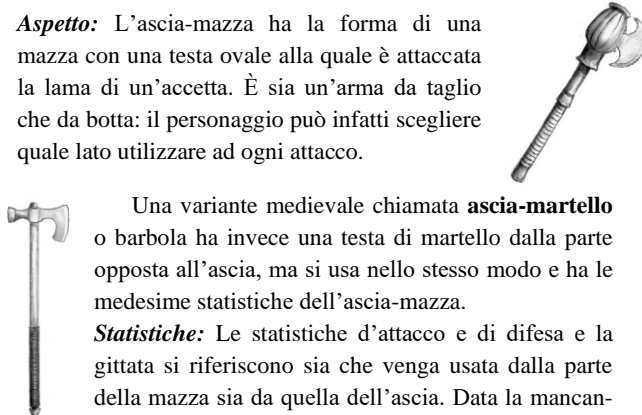 Aspetto: L'ascia-mazza ha la forma di una
mazza con una testa ovale alla quale è attaccata
la lama di un'accetta. È sia un'arma da taglio
che da botta: il personaggio può infatti scegliere
quale lato utilizzare ad ogni attacco.
Una variante medievale chiamata ascia-martello
o barbola ha invece una testa di martello dalla parte
opposta all'ascia, ma si usa nello stesso modo e ha le
medesime statistiche dell'ascia-mazza.
Statistiche: Le statistiche d'attacco e di difesa e la
gittata si riferiscono sia che venga usata dalla parte
della mazza sia da quella dell'ascia. Data la mancan-